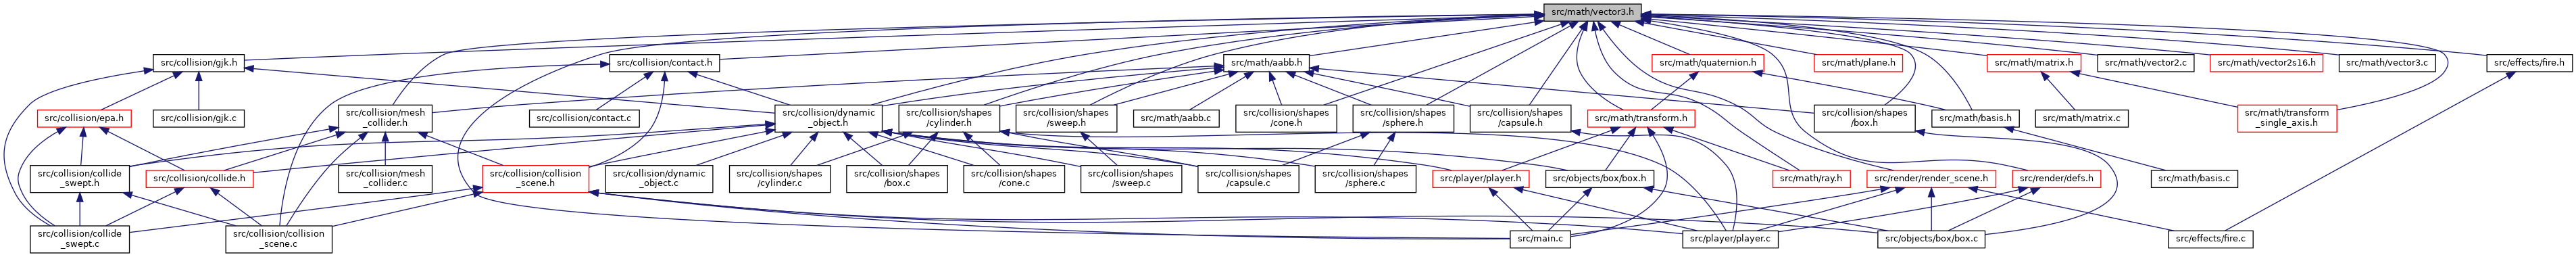 src/math/vector3.h
src/collision/gjk.h
src/collision/contact.h
src/math/aabb.h
src/math/quaternion.h
src/math/plane.h
src/math/matrix.h
src/math/vector2.c
src/math/vector2s16.h
src/math/vector3.c
src/effects/fire.h
src/collision/epa.h
src/collision/gjk.c
src/collision/mesh
_collider.h
src/collision/contact.c
src/collision/dynamic
_object.h
src/collision/shapes
/cylinder.h
src/collision/shapes
/sweep.h
src/math/aabb.c
src/collision/shapes
/cone.h
src/collision/shapes
/sphere.h
src/collision/shapes
/capsule.h
src/math/transform.h
src/collision/shapes
/box.h
src/math/basis.h
src/math/matrix.c
src/math/transform
_single_axis.h
src/collision/collide
_swept.h
src/collision/collide.h
src/collision/mesh
_collider.c
src/collision/collision
_scene.h
src/collision/dynamic
_object.c
src/collision/shapes
/cylinder.c
src/collision/shapes
/box.c
src/collision/shapes
/cone.c
src/collision/shapes
/sweep.c
src/collision/shapes
/capsule.c
src/collision/shapes
/sphere.c
src/player/player.h
src/objects/box/box.h
src/math/ray.h
src/render/render_scene.h
src/render/defs.h
src/math/basis.c
src/collision/collide
_swept.c
src/collision/collision
_scene.c
src/main.c
src/player/player.c
src/objects/box/box.c
src/effects/fire.c